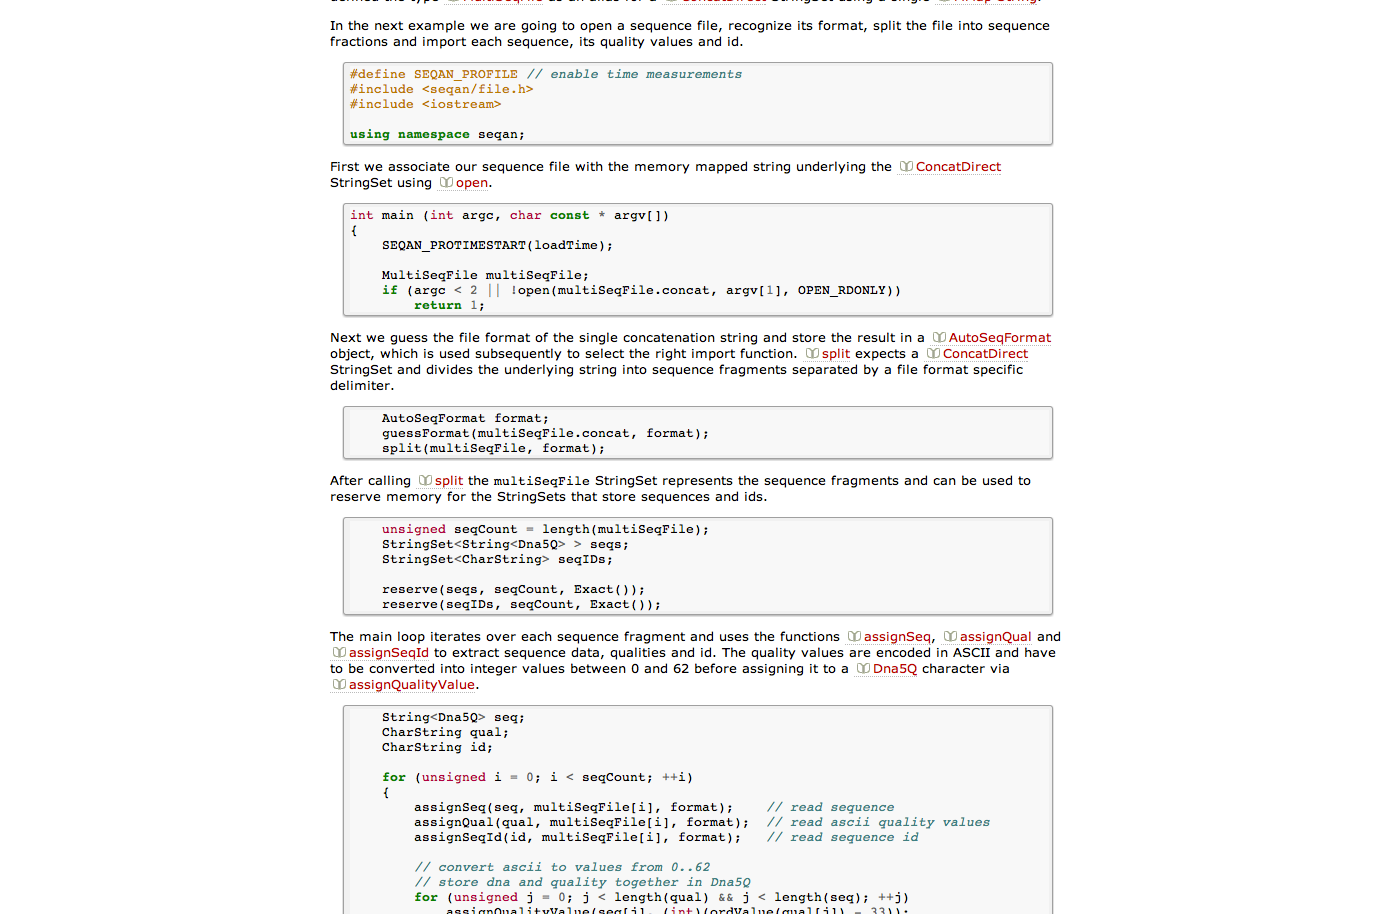 In the next example we are going to open a sequence file, recognize its format, split the file into sequence
fractions and import each sequence, its quality values and id.
#define SEQAN_PROFILE // enable time measurements
#include <seqan/file.h>
#include <iostream>
using namespace seqan;
First we associate our sequence file with the memory mapped string underlying the ConcatDirect
StringSet using open.
int main (int argc, char const * argv[])
{
SEQAN_PROTIMESTART(loadTime);
MultiSeqFile multiSeqFile;
if (argc < 2 || !open(multiSeqFile.concat, argv[1], OPEN_RDONLY))
return 1;
Next we guess the file format of the single concatenation string and store the result in a AutoSeqFormat
object, which is used subsequently to select the right import function. split expects a ConcatDirect
StringSet and divides the underlying string into sequence fragments separated by a file format specific
delimiter.
AutoSeqFormat format;
guessFormat(multiSeqFile.concat, format);
split(multiSeqFile, format);
After calling split the multiSeqFile StringSet represents the sequence fragments and can be used to
reserve memory for the StringSets that store sequences and ids.
unsigned seqCount = length(multiSeqFile);
StringSet<String<Dna5Q> > seqs;
StringSet<CharString> seqIDs;
reserve(seqs, seqCount, Exact());
reserve(seqIDs, seqCount, Exact());
The main loop iterates over each sequence fragment and uses the functions assignSeq, assignQual and
assignSeqId to extract sequence data, qualities and id. The quality values are encoded in ASCII and have
to be converted into integer values between 0 and 62 before assigning it to a Dna5Q character via
assignQualityValue.
String<Dna5Q> seq;
CharString qual;
CharString id;
for (unsigned i = 0; i < seqCount; ++i)
{
assignSeq(seq, multiSeqFile[i], format); // read sequence
assignQual(qual, multiSeqFile[i], format); // read ascii quality values
assignSeqId(id, multiSeqFile[i], format); // read sequence id
// convert ascii to values from 0..62
// store dna and quality together in Dna5Q
for (unsigned j = 0; j < length(qual) && j < length(seq); ++j)
assignQualityValue(seq[j], (int)(ordValue(qual[j]) - 33));